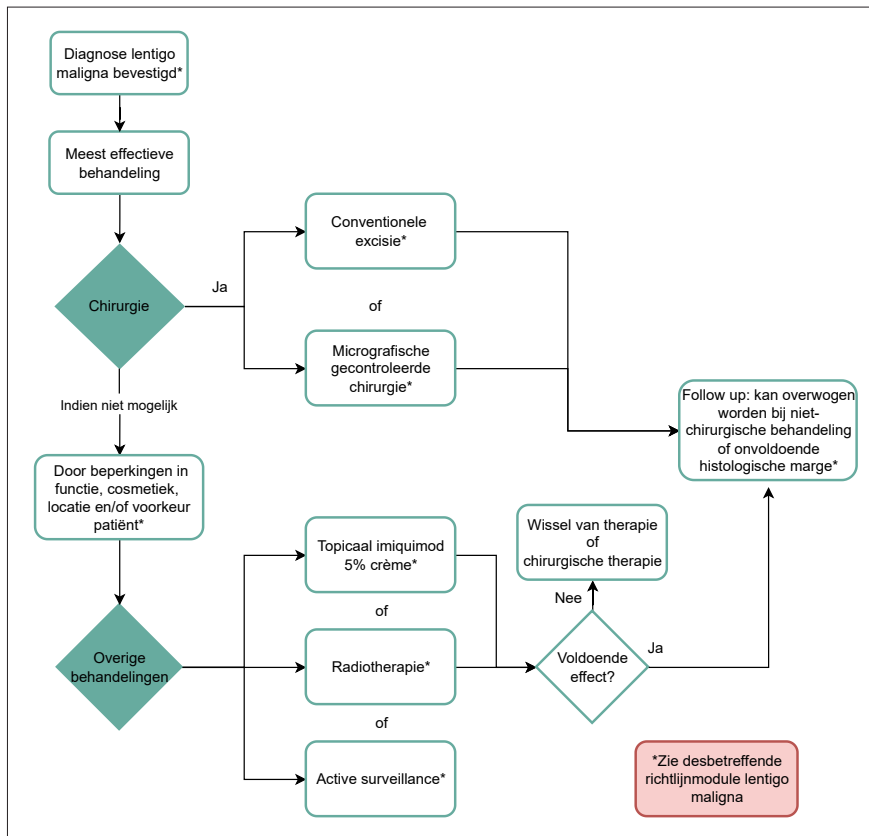 Diagnose lentigo
maligna bevestigd*
Meest effectieve
behandeling
Chirurgie
Ja
Conventionele
excisie*
of
Micrografische
gecontroleerde
chirurgie*
Indien niet mogelijk
Follow up: kan overwogen
worden bij niet-
chirurgische behandeling
of onvoldoende
histologische marge*
Door beperkingen in
functie, cosmetiek,
locatie en/of voorkeur
patiënt*
Overige
behandelingen
Topicaal imiquimod
5% crème*
of
Radiotherapie*
of
Active surveillance*
Wissel van therapie
of
chirurgische therapie
Nee
Voldoende
effect?
Ja
*Zie desbetreffende
richtlijnmodule lentigo
maligna